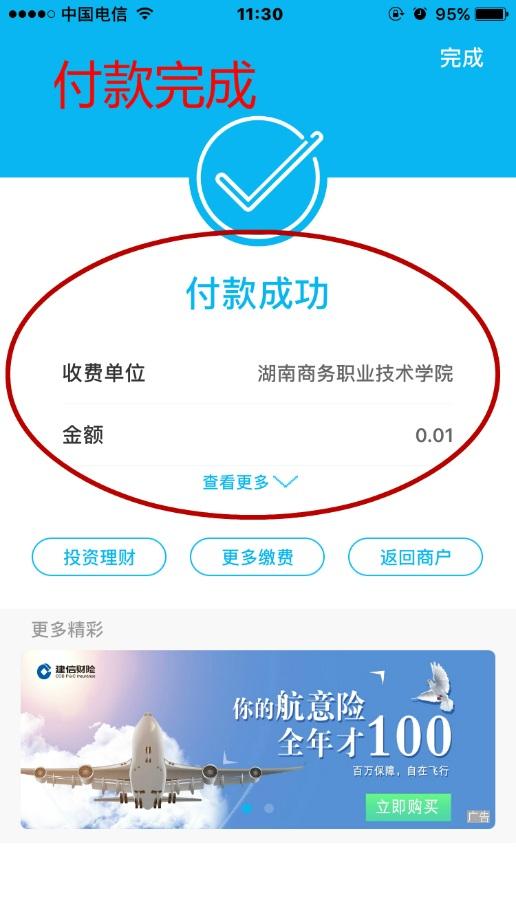 中国电信 11:30 95%
完成
付款完成
付款成功
收费单位 湖南商务职业技术学院
金额 0.01
查看更多
投资理财 更多缴费 返回商户
更多精彩
建信财险
CCB P&C Insurance
你的航意险
全年才100
百万保障，自在飞行
立即购买
广告